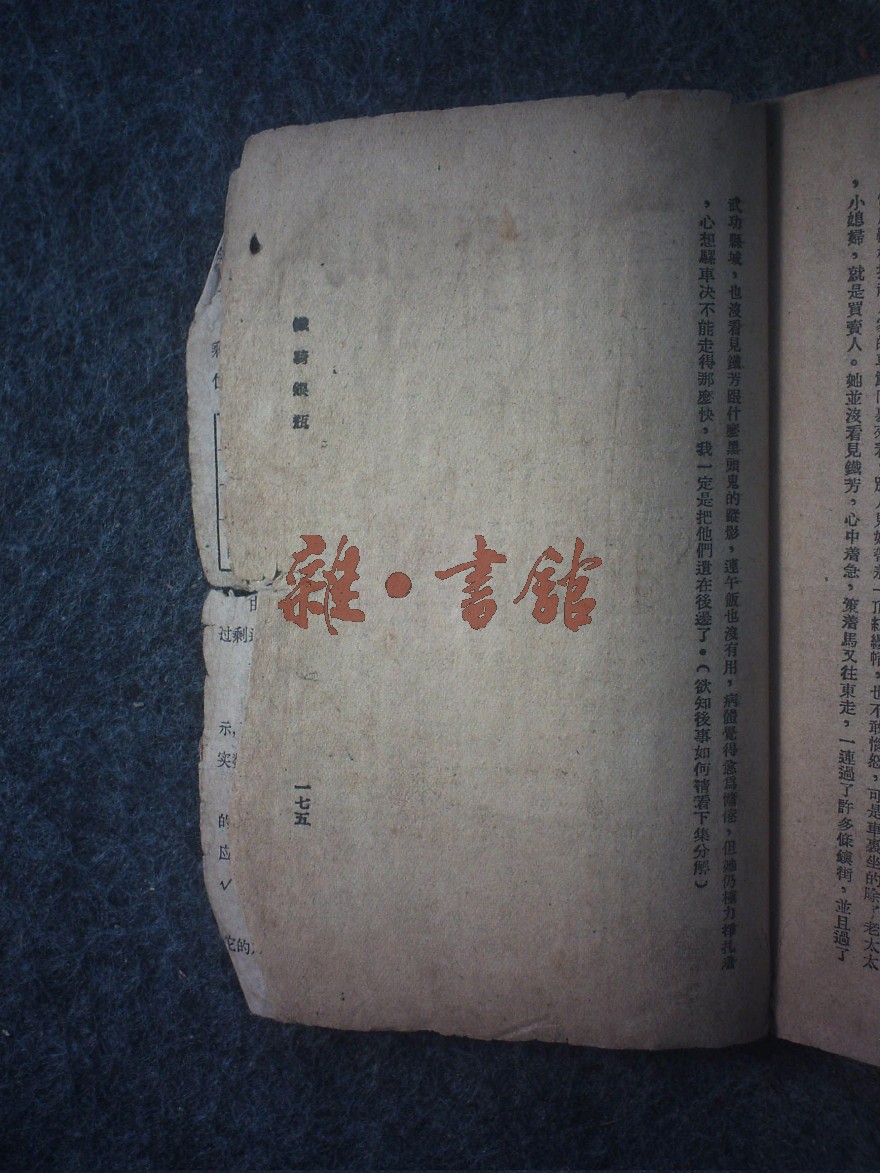 ，小媳婦，就是買賣人。她並沒看見鐵芳，心中着急，策着馬又往東走，一連過了許多條鎮街，並且過了
武功縣城，也沒看見鐵芳跟什麼黑頭鬼的蹤影，連午飯也沒有用，病體覺得愈爲慵倦，但她仍極力掙扎着
，心想騾車决不能走得那麼快，我一定是把他們遺在後邊了。（欲知後事如何請看下集分解）
鐵騎銀瓶
一七五
雜·書館
过剩
示，
实
的
应
✓
它的